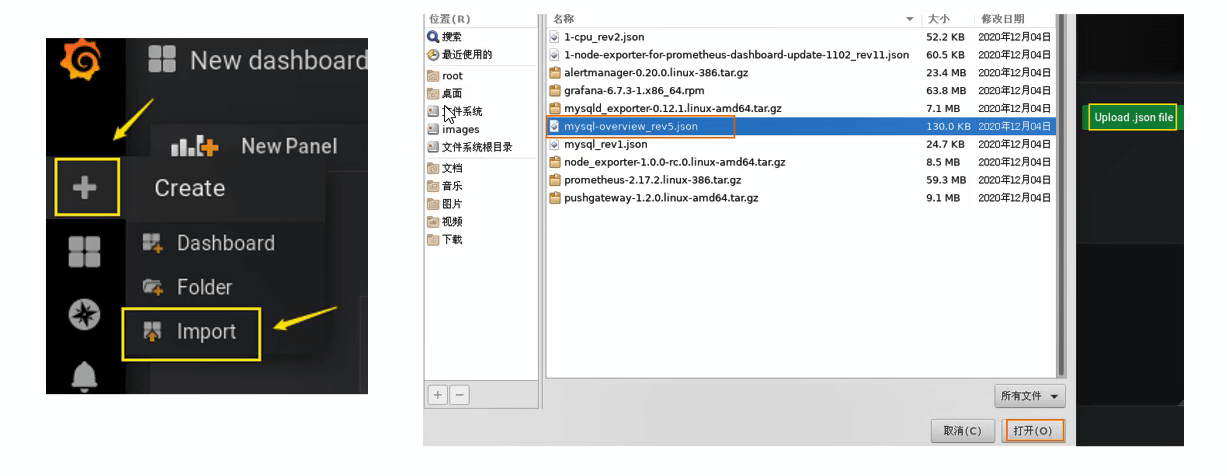 New dashboard
New Panel
Create
Dashboard
Folder
Import
位置(R)
搜索
最近使用的
root
桌面
文件系统
images
文件系统根目录
文档
音乐
图片
视频
下载
名称 大小 修改日期
1-cpu_rev2.json 52.2 KB 2020年12月04日
1-node-exporter-for-prometheus-dashboard-update-1102_rev11.json 60.5 KB 2020年12月04日
alertmanager-0.20.0.linux-386.tar.gz 23.4 MB 2020年12月04日
grafana-6.7.3-1.x86_64.rpm 63.8 MB 2020年12月04日
mysqld_exporter-0.12.1.linux-amd64.tar.gz 7.1 MB 2020年12月04日
mysql-overview_rev5.json 130.0 KB 2020年12月04日
mysql_rev1.json 24.7 KB 2020年12月04日
node_exporter-1.0.0-rc.0.linux-amd64.tar.gz 8.5 MB 2020年12月04日
prometheus-2.17.2.linux-386.tar.gz 59.3 MB 2020年12月04日
pushgateway-1.2.0.linux-amd64.tar.gz 9.1 MB 2020年12月04日
所有文件
取消(C) 打开(O)
Upload .json file